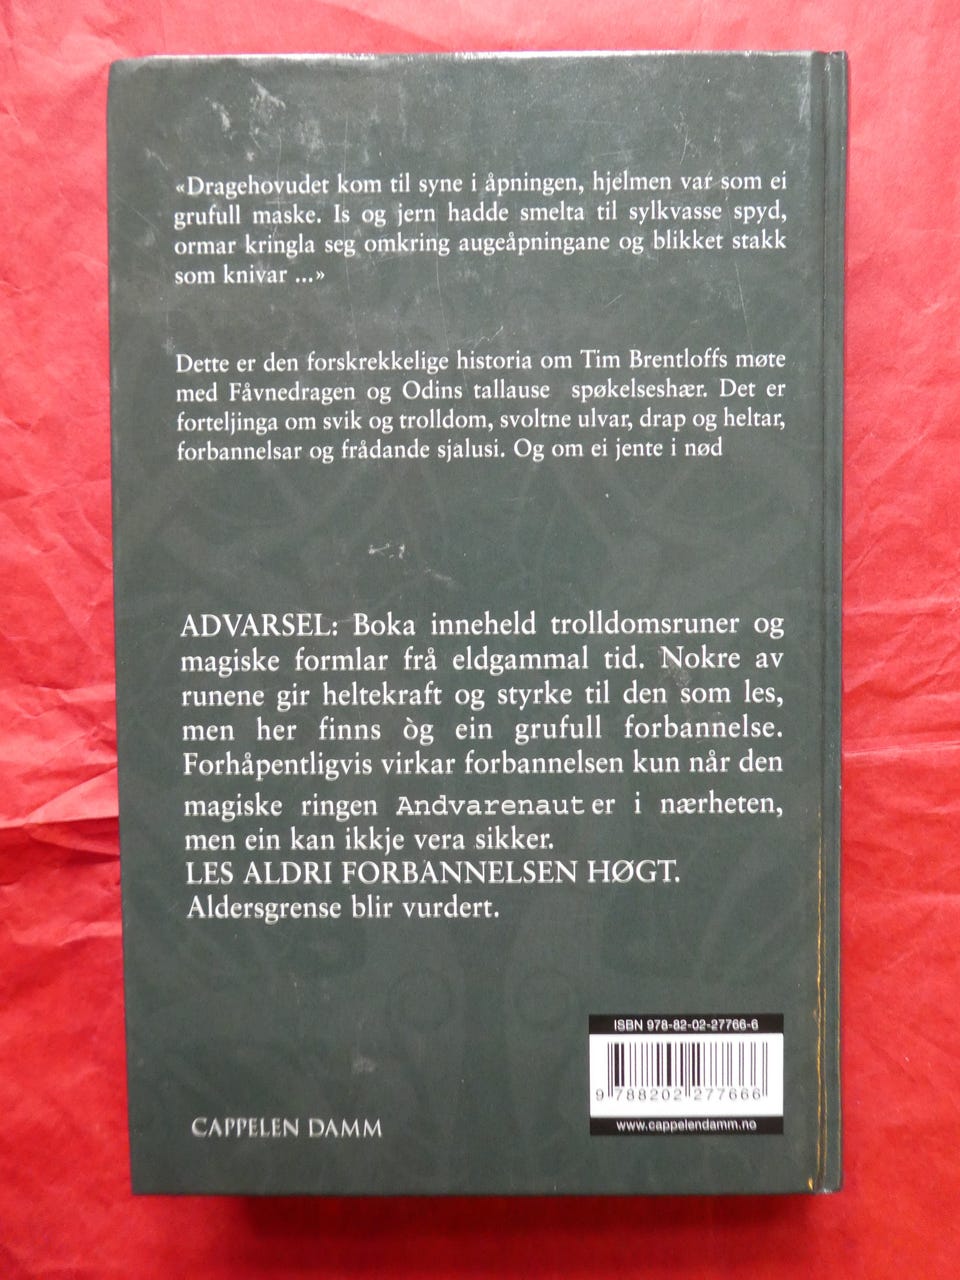 «Dragehovudet kom til syne i åpningen, hjelmen var som ei
grufull maske. Is og jern hadde smelta til sylkvasse spyd,
ormar kringla seg omkring augeåpningane og blikket stakk
som knivar ...»
Dette er den forskrekkelige historia om Tim Brentloffs møte
med Fåvnedragen og Odins tallause spøkelseshær. Det er
forteljinga om svik og trolldom, svoltne ulvar, drap og heltar,
forbannelsar og frådande sjalusi. Og om ei jente i nød
ADVARSEL: Boka inneheld trolldomsruner og
magiske formlar frå eldgammal tid. Nokre av
runene gir heltekraft og styrke til den som les,
men her finns òg ein grufull forbannelse.
Forhåpentligvis virkar forbannelsen kun når den
magiske ringen Andvarenaut er i nærheten,
men ein kan ikkje vera sikker.
LES ALDRI FORBANNELSEN HØGT.
Aldersgrense blir vurdert.
ISBN 978-82-02-27766-6
9 788202 277666
www.cappelendamm.no
CAPPELEN DAMM